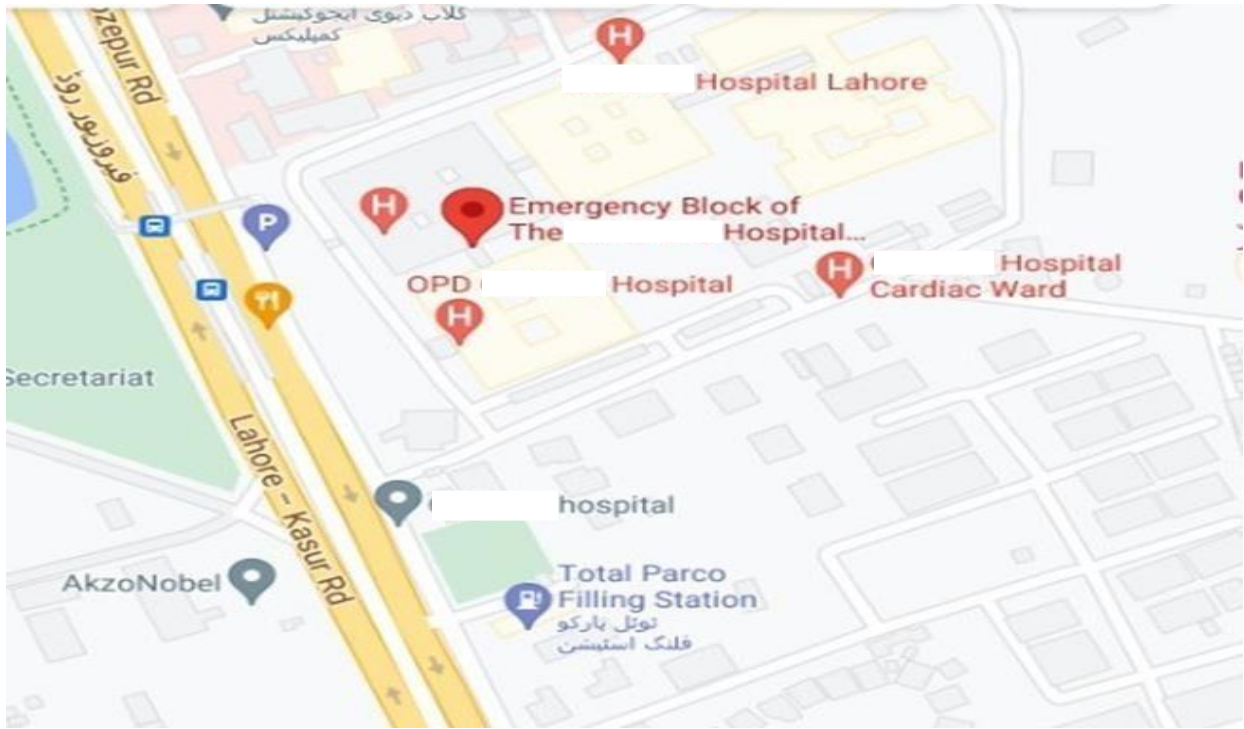 گلاب دیوی ایجوکیشنل
کمپلیکس
ozepur Rd
فیروزپور روڈ
H
Hospital Lahore
H
Emergency Block of
The Hospital...
P
OPD Hospital
H
H
Hospital
Cardiac Ward
Secretariat
Lahore - Kasur Rd
hospital
AkzoNobel
Total Parco
Filling Station
ٹوٹل پارکو
فلنگ اسٹیشن